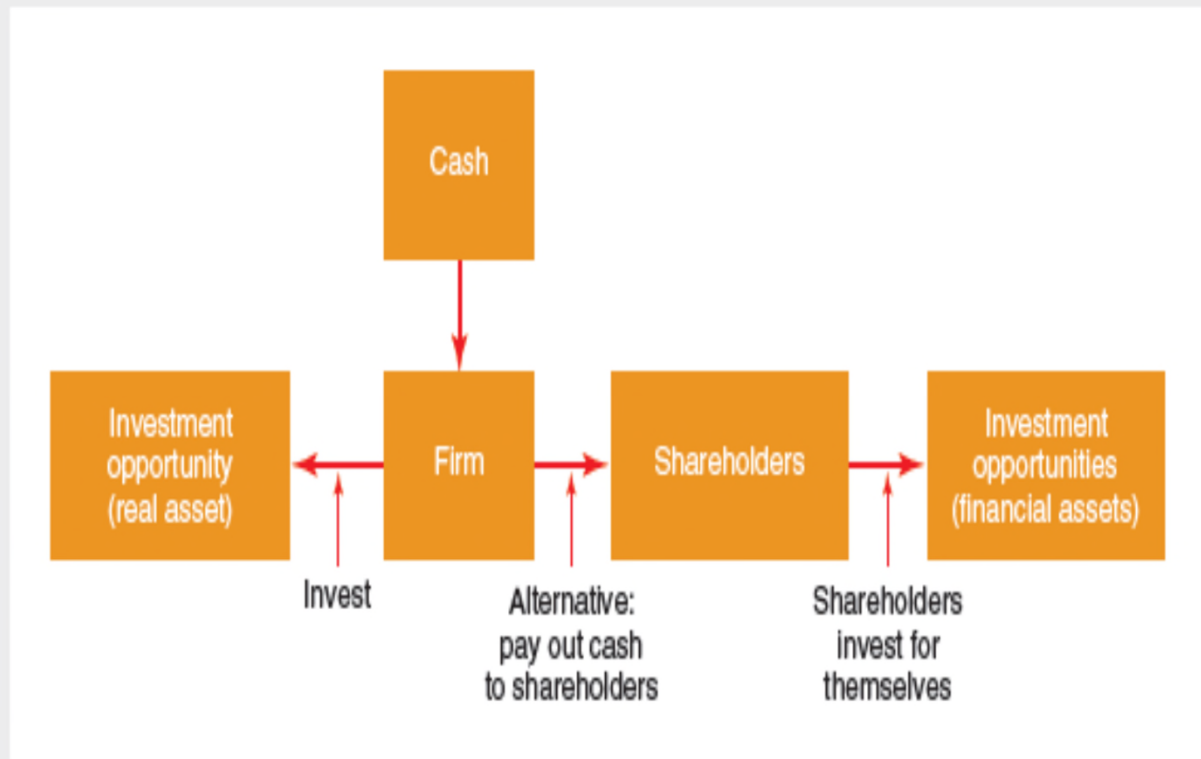 Cash
Investment
opportunity
(real asset)
Firm
Shareholders
Investment
opportunities
(financial assets)
Invest
Alternative:
pay out cash
to shareholders
Shareholders
invest for
themselves